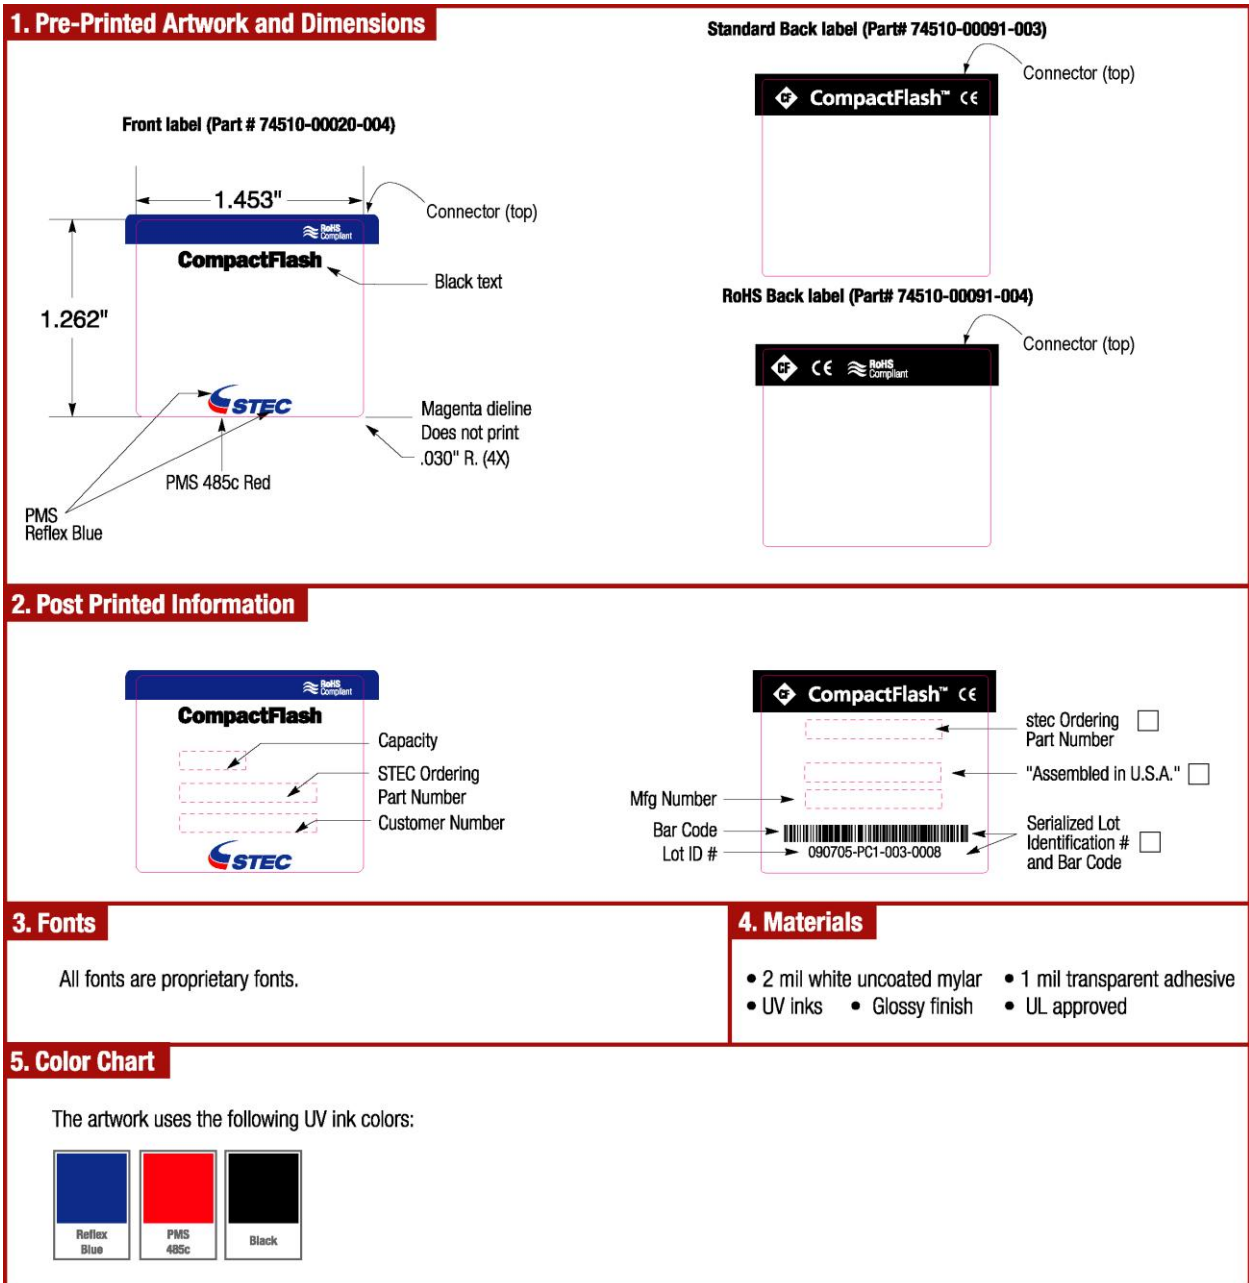 1. Pre-Printed Artwork and Dimensions
Front label (Part # 74510-00020-004)
1.453"
Connector (top)
RoHS
Compliant
CompactFlash
Black text
1.262"
STEC
Magenta dieline
Does not print
.030" R. (4X)
PMS 485c Red
PMS
Reflex Blue
Standard Back label (Part# 74510-00091-003)
Connector (top)
CF CompactFlash™ CE
RoHS Back label (Part# 74510-00091-004)
Connector (top)
CF CE RoHS
Compliant
2. Post Printed Information
RoHS
Compliant
CompactFlash
Capacity
STEC Ordering
Part Number
Customer Number
STEC
CF CompactFlash™ CE
stec Ordering
Part Number
"Assembled in U.S.A."
Mfg Number
Bar Code
Lot ID #
090705-PC1-003-0008
Serialized Lot
Identification #
and Bar Code
3. Fonts
All fonts are proprietary fonts.
4. Materials
• 2 mil white uncoated mylar • 1 mil transparent adhesive
• UV inks • Glossy finish • UL approved
5. Color Chart
The artwork uses the following UV ink colors:
Reflex
Blue
PMS
485c
Black